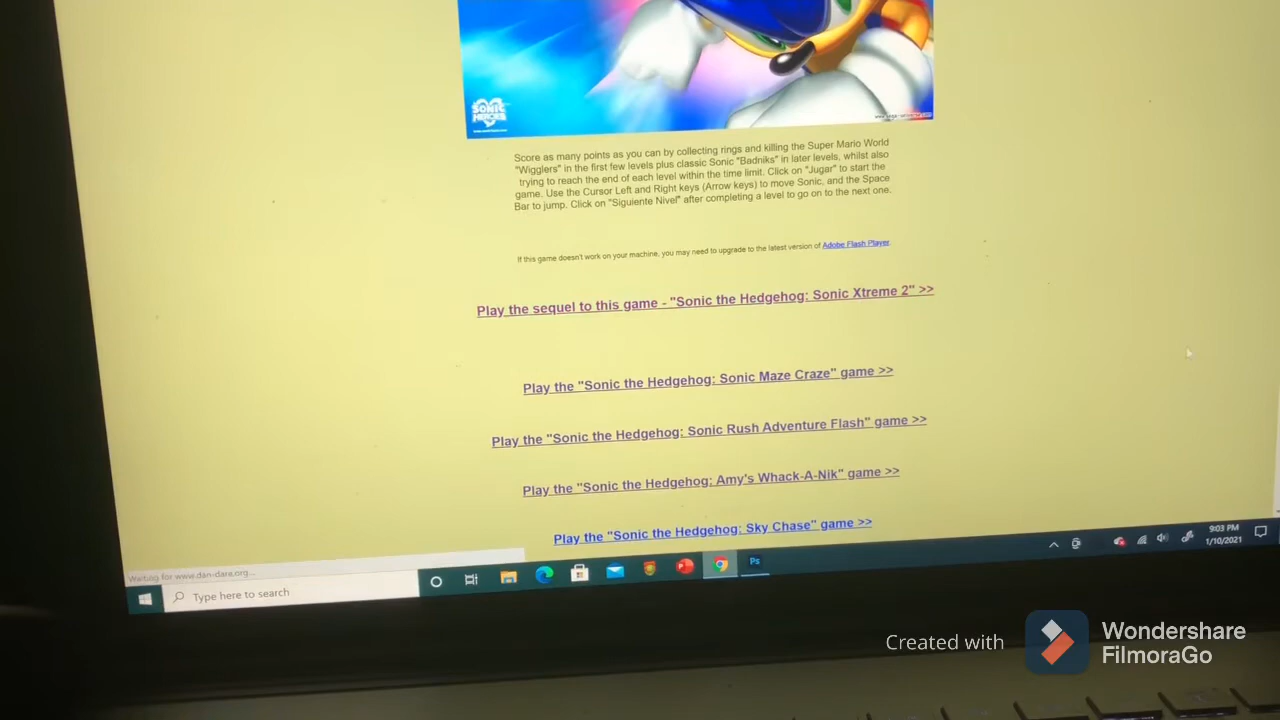 SONIC
HEROES
Score as many points as you can by collecting rings and killing the Super Mario World
"Wigglers" in the first few levels plus classic Sonic "Badniks" in later levels, whilst also
trying to reach the end of each level within the time limit. Click on "Jugar" to start the
game. Use the Cursor Left and Right keys (Arrow keys) to move Sonic, and the Space
Bar to jump. Click on "Siguiente Nivel" after completing a level to go on to the next one.
If this game doesn't work on your machine, you may need to upgrade to the latest version of Adobe Flash Player.
Play the sequel to this game - "Sonic the Hedgehog: Sonic Xtreme 2" >>
Play the "Sonic the Hedgehog: Sonic Maze Craze" game >>
Play the "Sonic the Hedgehog: Sonic Rush Adventure Flash" game >>
Play the "Sonic the Hedgehog: Amy's Whack-A-Nik" game >>
Play the "Sonic the Hedgehog: Sky Chase" game >>
Waiting for www.dan-dare.org...
Type here to search
Ps
9:03 PM
1/10/2021
Created with
Wondershare
FilmoraGo